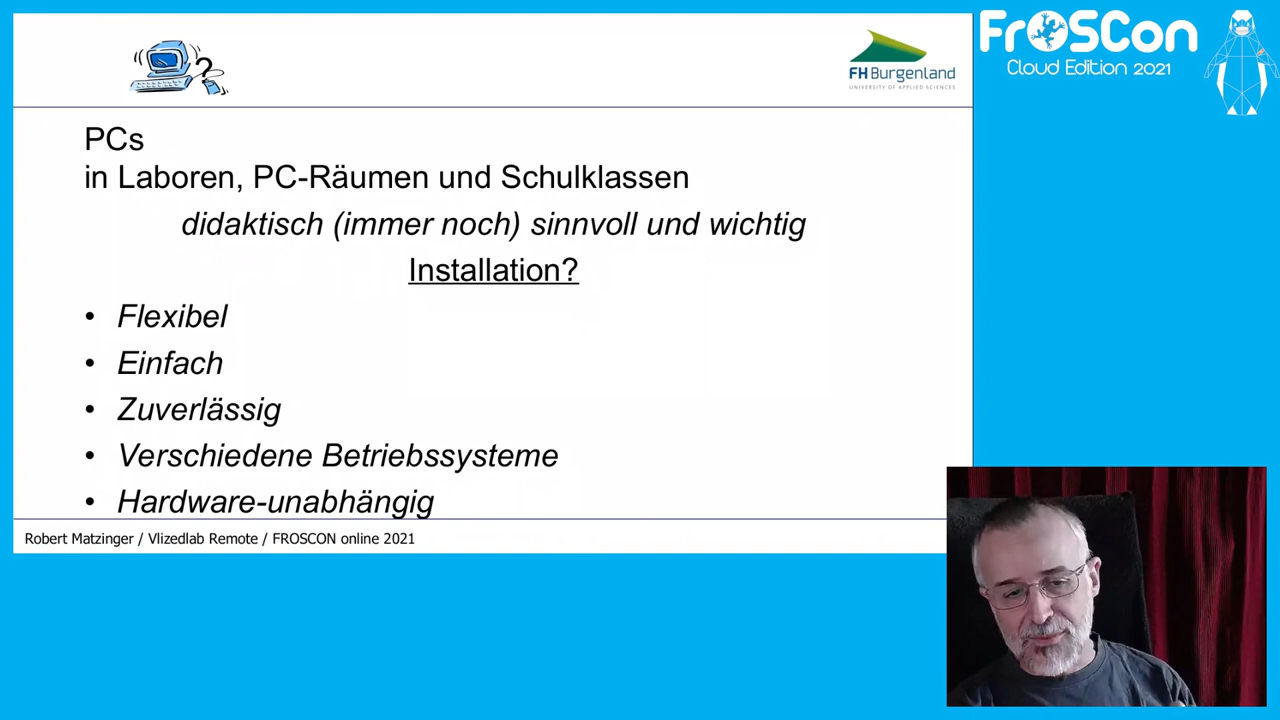 FrOSCon
Cloud Edition 2021
FH Burgenland
UNIVERSITY OF APPLIED SCIENCES
PCs
in Laboren, PC-Räumen und Schulklassen
didaktisch (immer noch) sinnvoll und wichtig
Installation?
• Flexibel
• Einfach
• Zuverlässig
• Verschiedene Betriebssysteme
• Hardware-unabhängig
Robert Matzinger / Vlizedlab Remote / FROSCON online 2021